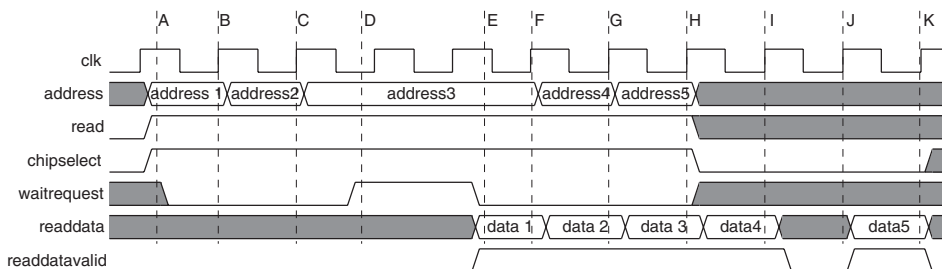 A B C D E F G H I J K
clk
address address 1 address2 address3 address4 address5
read
chipselect
waitrequest
readdata data 1 data 2 data 3 data4 data5
readdatavalid